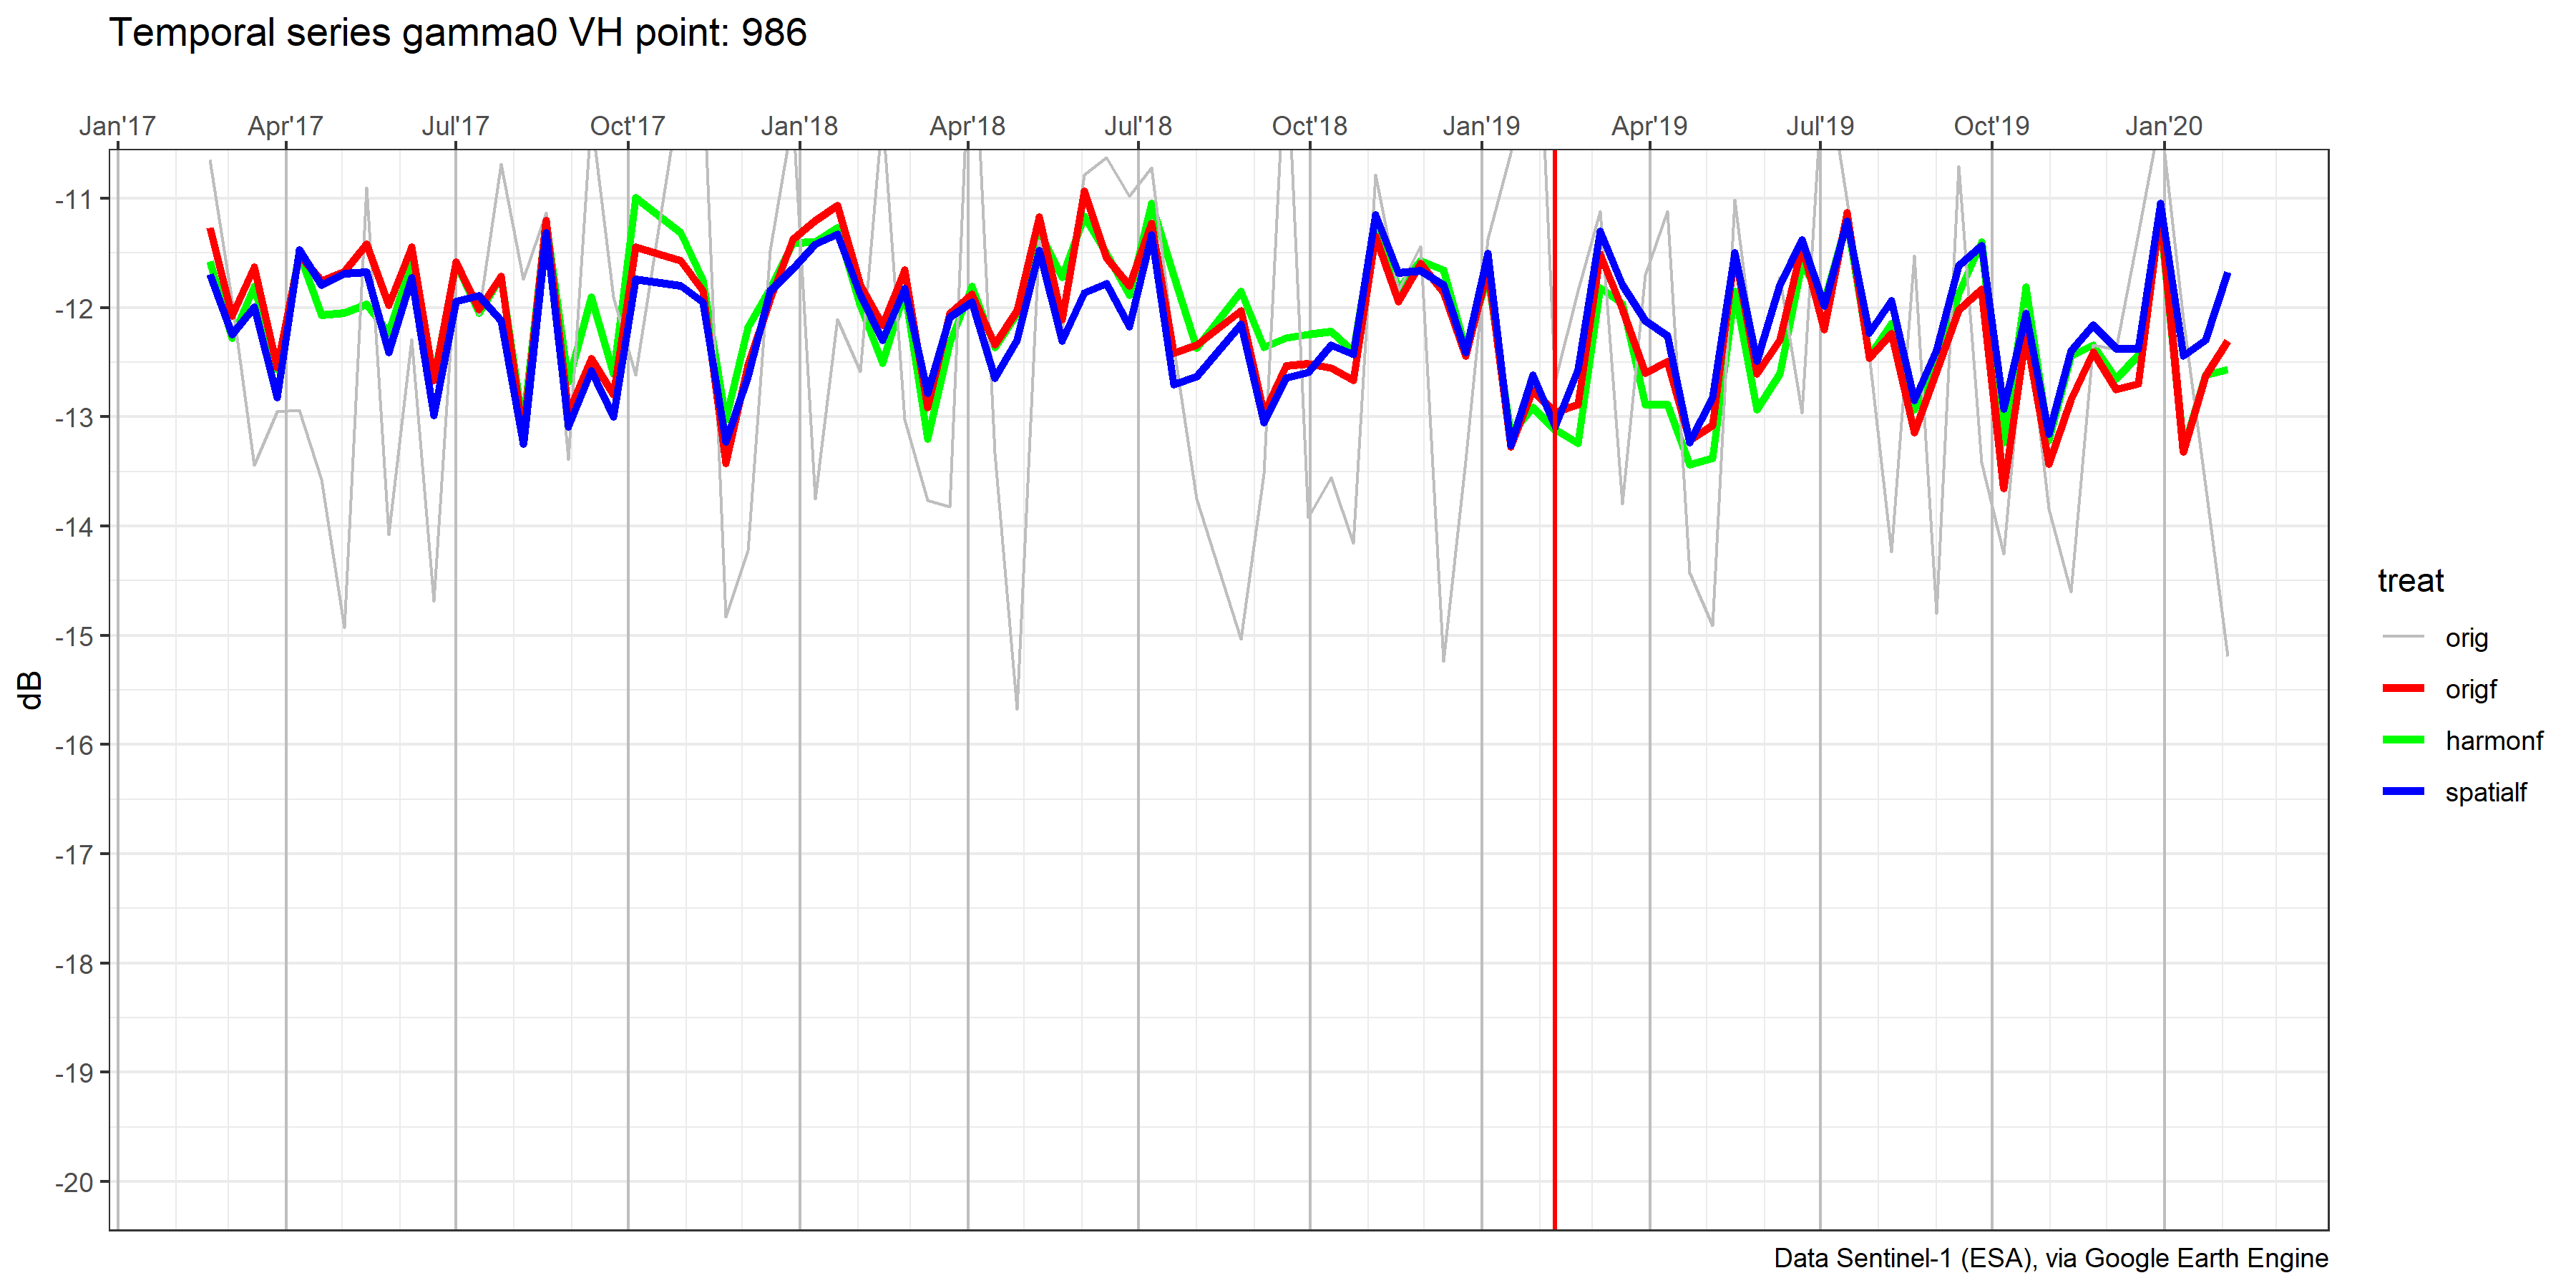 Temporal series gamma0 VH point: 986
Jan'17 Apr'17 Jul'17 Oct'17 Jan'18 Apr'18 Jul'18 Oct'18 Jan'19 Apr'19 Jul'19 Oct'19 Jan'20
-11
-12
-13
-14
-15
-16
-17
-18
-19
-20
dB
treat
orig
origf
harmonf
spatialf
Data Sentinel-1 (ESA), via Google Earth Engine